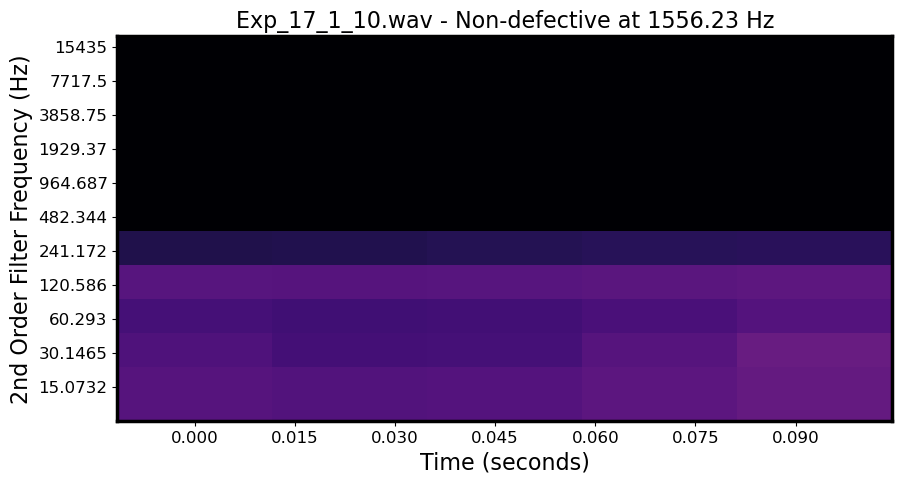 Exp_17_1_10.wav - Non-defective at 1556.23 Hz
2nd Order Filter Frequency (Hz)
15435
7717.5
3858.75
1929.37
964.687
482.344
241.172
120.586
60.293
30.1465
15.0732
0.000 0.015 0.030 0.045 0.060 0.075 0.090
Time (seconds)